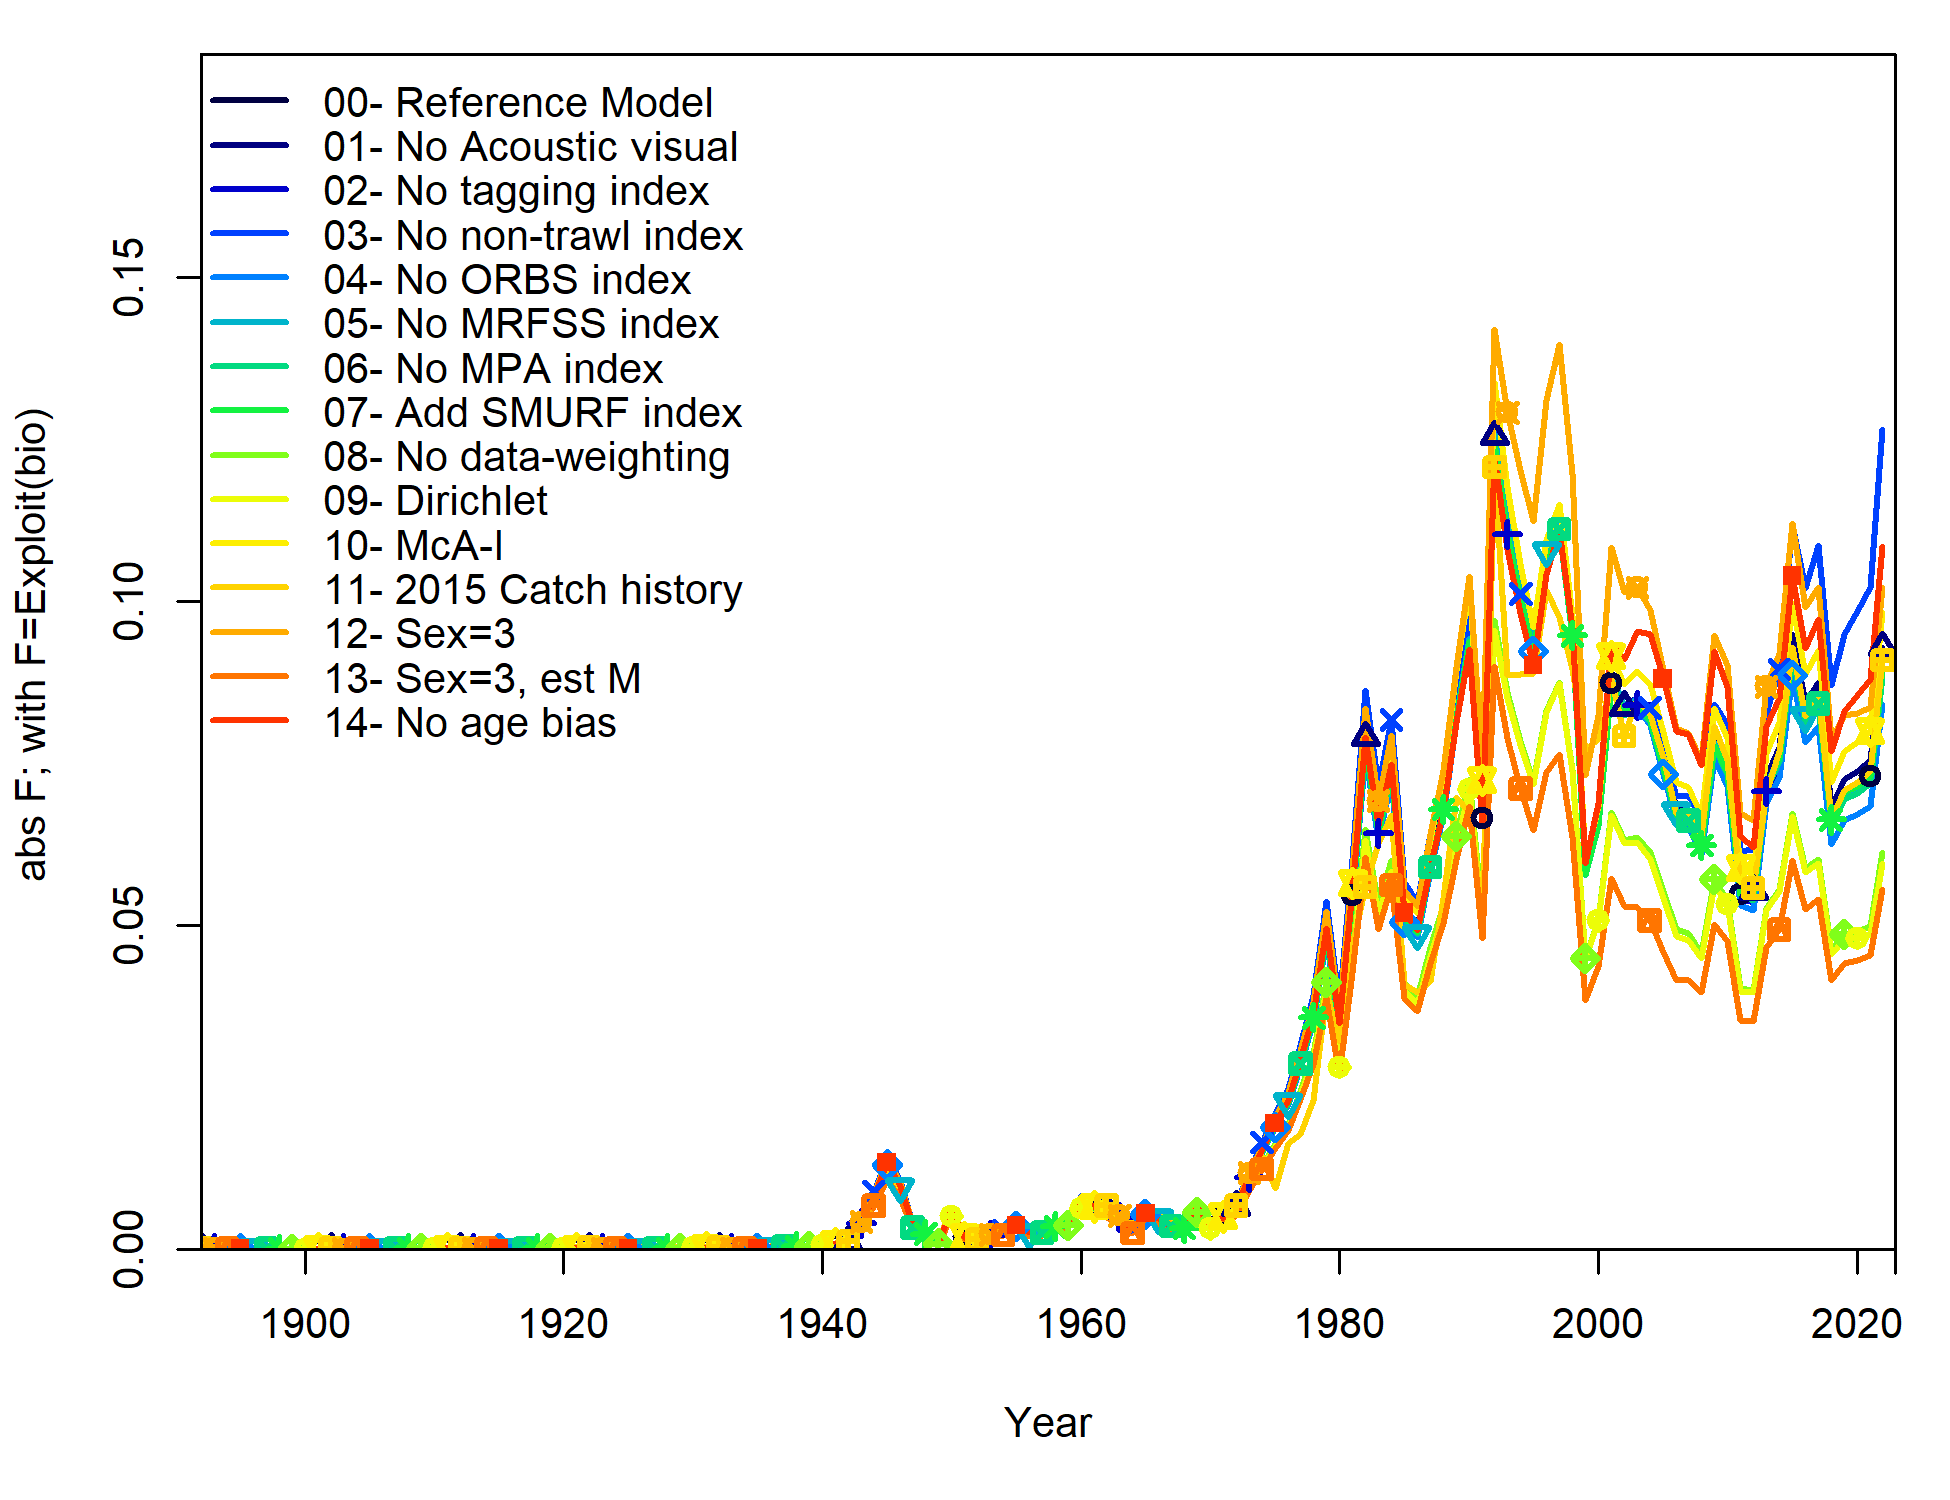 00- Reference Model
01- No Acoustic visual
02- No tagging index
03- No non-trawl index
04- No ORBS index
05- No MRFSS index
06- No MPA index
07- Add SMURF index
08- No data-weighting
09- Dirichlet
10- McA-I
11- 2015 Catch history
12- Sex=3
13- Sex=3, est M
14- No age bias
abs F; with F=Exploit(bio)
0.15
0.10
0.05
0.00
1900 1920 1940 1960 1980 2000 2020
Year